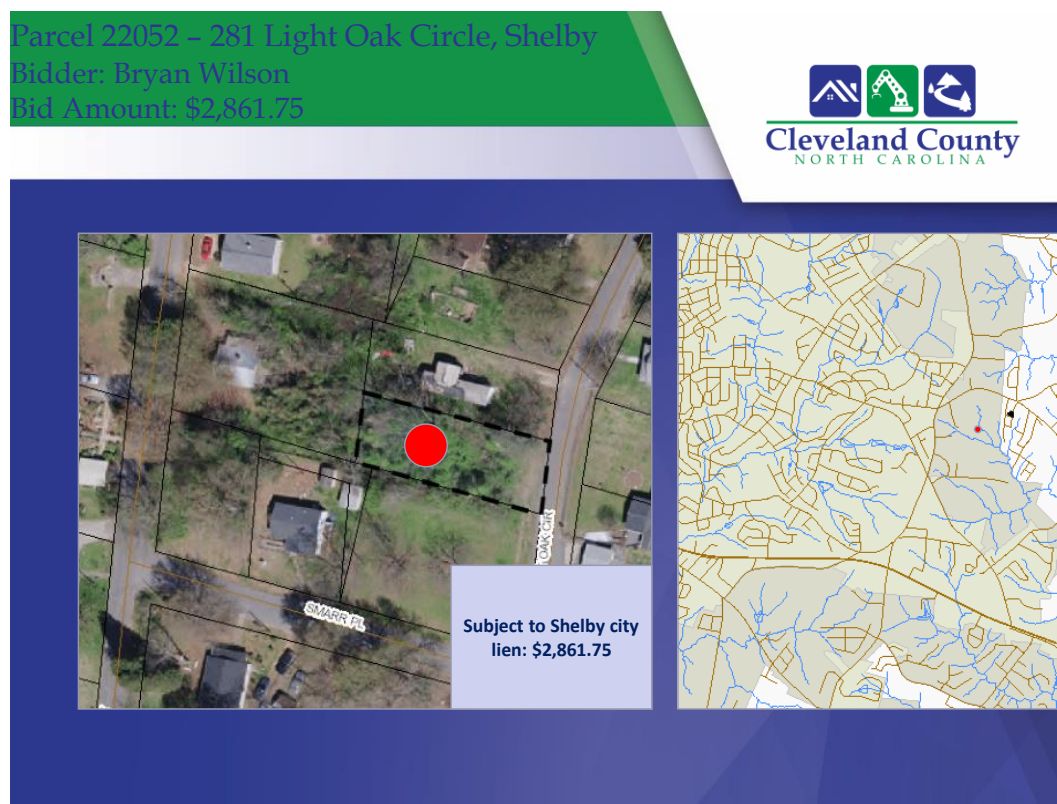 Parcel 22052 – 281 Light Oak Circle, Shelby
Bidder: Bryan Wilson
Bid Amount: $2,861.75
Cleveland County
NORTH CAROLINA
OAK CIR
SMARR PL
Subject to Shelby city
lien: $2,861.75